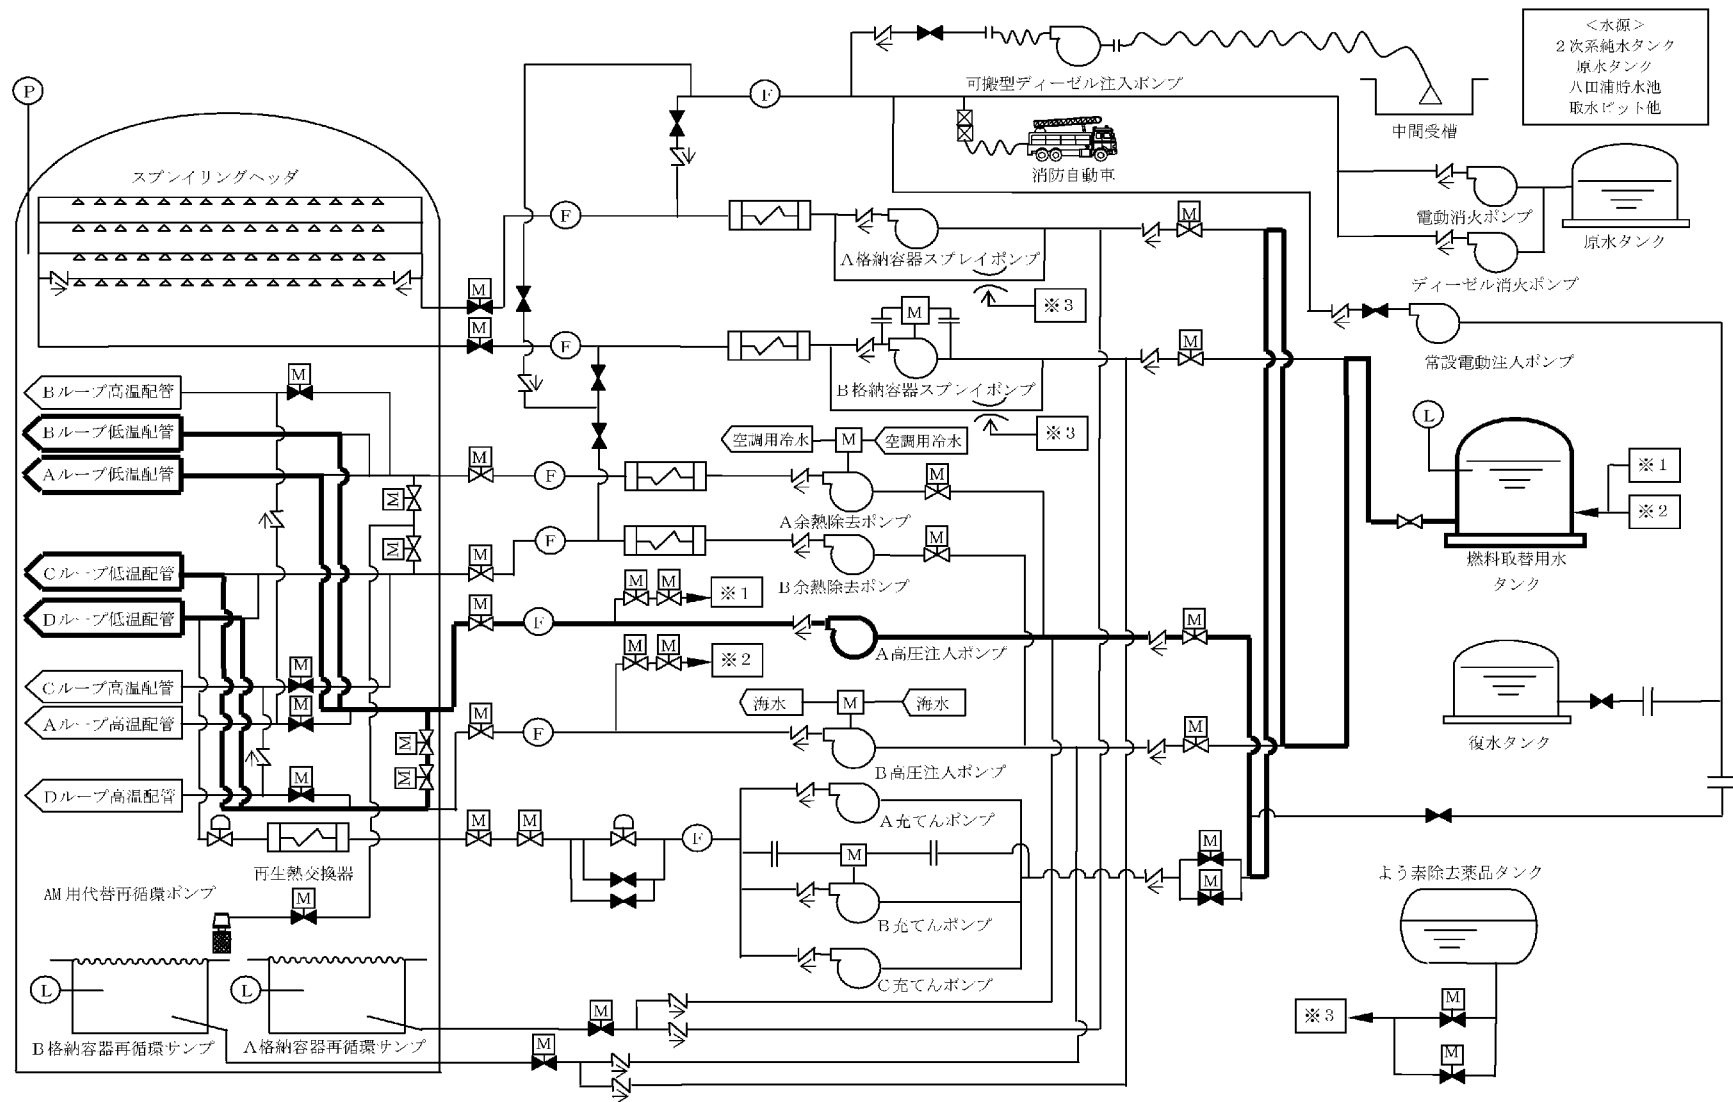 <水源>
2次系純水タンク
原水タンク
八田浦貯水池
取水ピット他
P
可搬型ディーゼル注入ポンプ
中間受槽
F
消防自動車
スプレイリングヘッダ
電動消火ポンプ
原水タンク
ディーゼル消火ポンプ
F
M
A格納容器スプレイポンプ
M
※3
M
F
M
M
B格納容器スプレイポンプ
常設電動注入ポンプ
Bループ高温配管
M
※3
L
Bループ低温配管
空調用冷水
M
空調用冷水
Aループ低温配管
M
F
M
※1
M
A余熱除去ポンプ
※2
M
F
M
燃料取替用水
タンク
Cループ低温配管
B余熱除去ポンプ
M
M
※1
Dループ低温配管
M
F
M
A高圧注入ポンプ
M
M
※2
Cループ高温配管
M
海水
M
海水
Aループ高温配管
M
M
F
M
復水タンク
M
B高圧注入ポンプ
M
Dループ高温配管
M
A充てんポンプ
M
M
F
M
M
再生熱交換器
M
よう素除去薬品タンク
AM用代替再循環ポンプ
M
B充てんポンプ
L
L
C充てんポンプ
M
M
※3
B格納容器再循環サンプ
A格納容器再循環サンプ
M
M